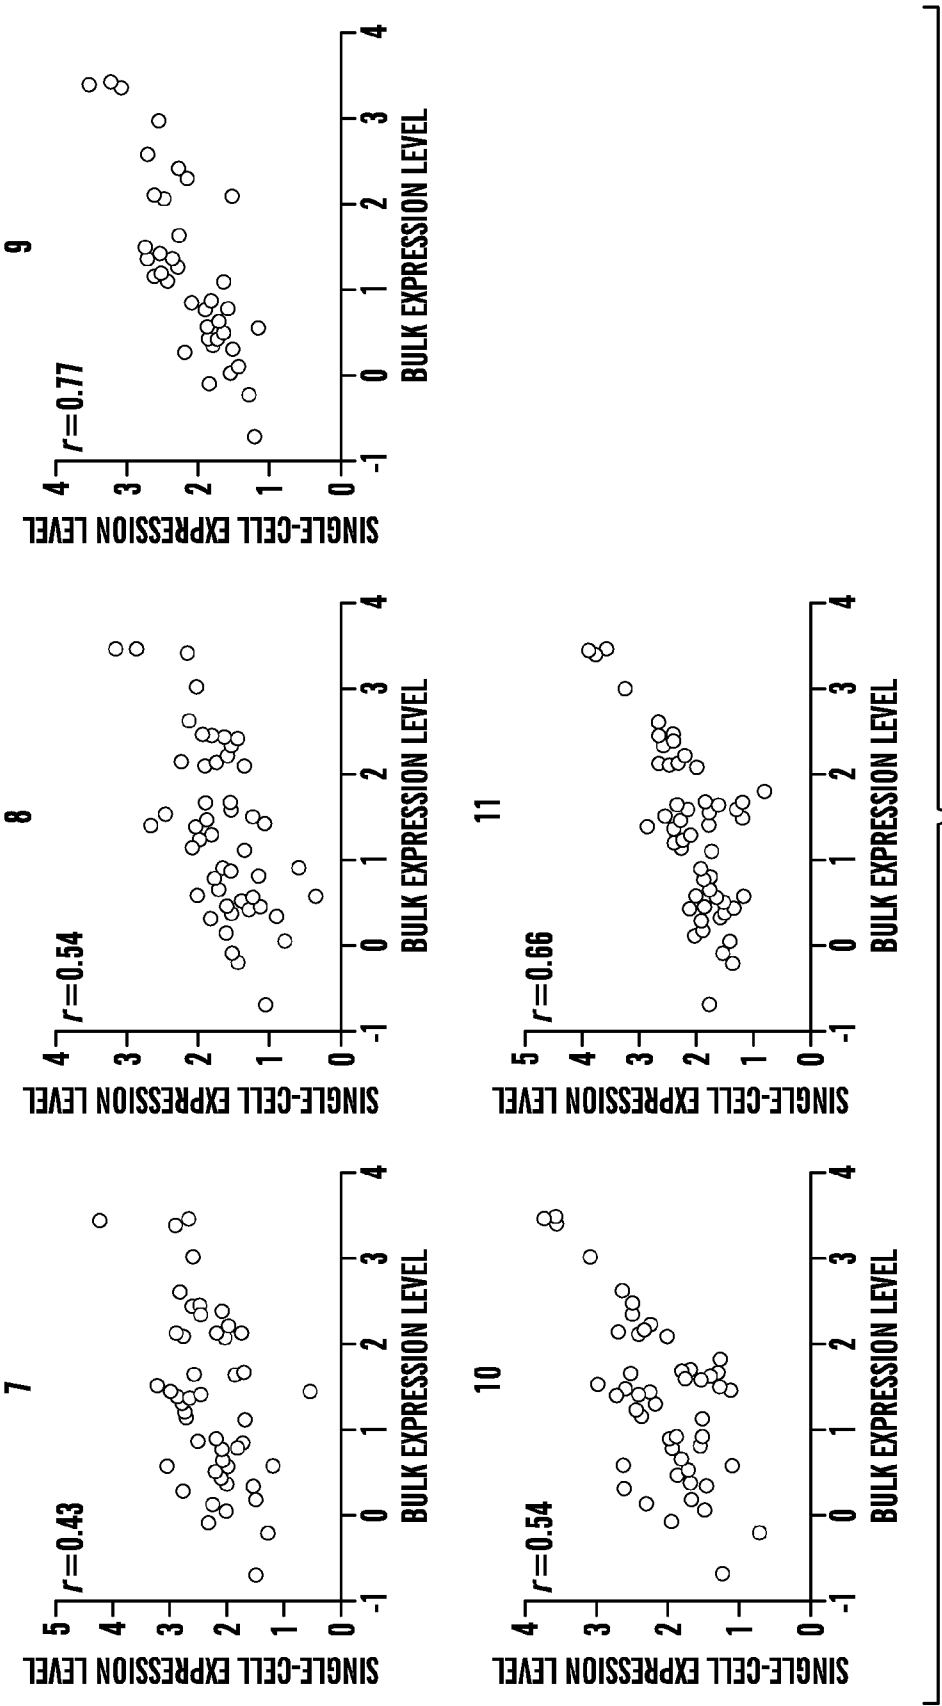 7
r=0.43
SINGLE-CELL EXPRESSION LEVEL
5
4
3
2
1
0
-1 0 1 2 3 4
BULK EXPRESSION LEVEL
8
r=0.54
SINGLE-CELL EXPRESSION LEVEL
4
3
2
1
0
-1 0 1 2 3 4
BULK EXPRESSION LEVEL
9
r=0.77
SINGLE-CELL EXPRESSION LEVEL
4
3
2
1
0
-1 0 1 2 3 4
BULK EXPRESSION LEVEL
10
r=0.54
SINGLE-CELL EXPRESSION LEVEL
4
3
2
1
0
-1 0 1 2 3 4
BULK EXPRESSION LEVEL
11
r=0.66
SINGLE-CELL EXPRESSION LEVEL
5
4
3
2
1
0
-1 0 1 2 3 4
BULK EXPRESSION LEVEL